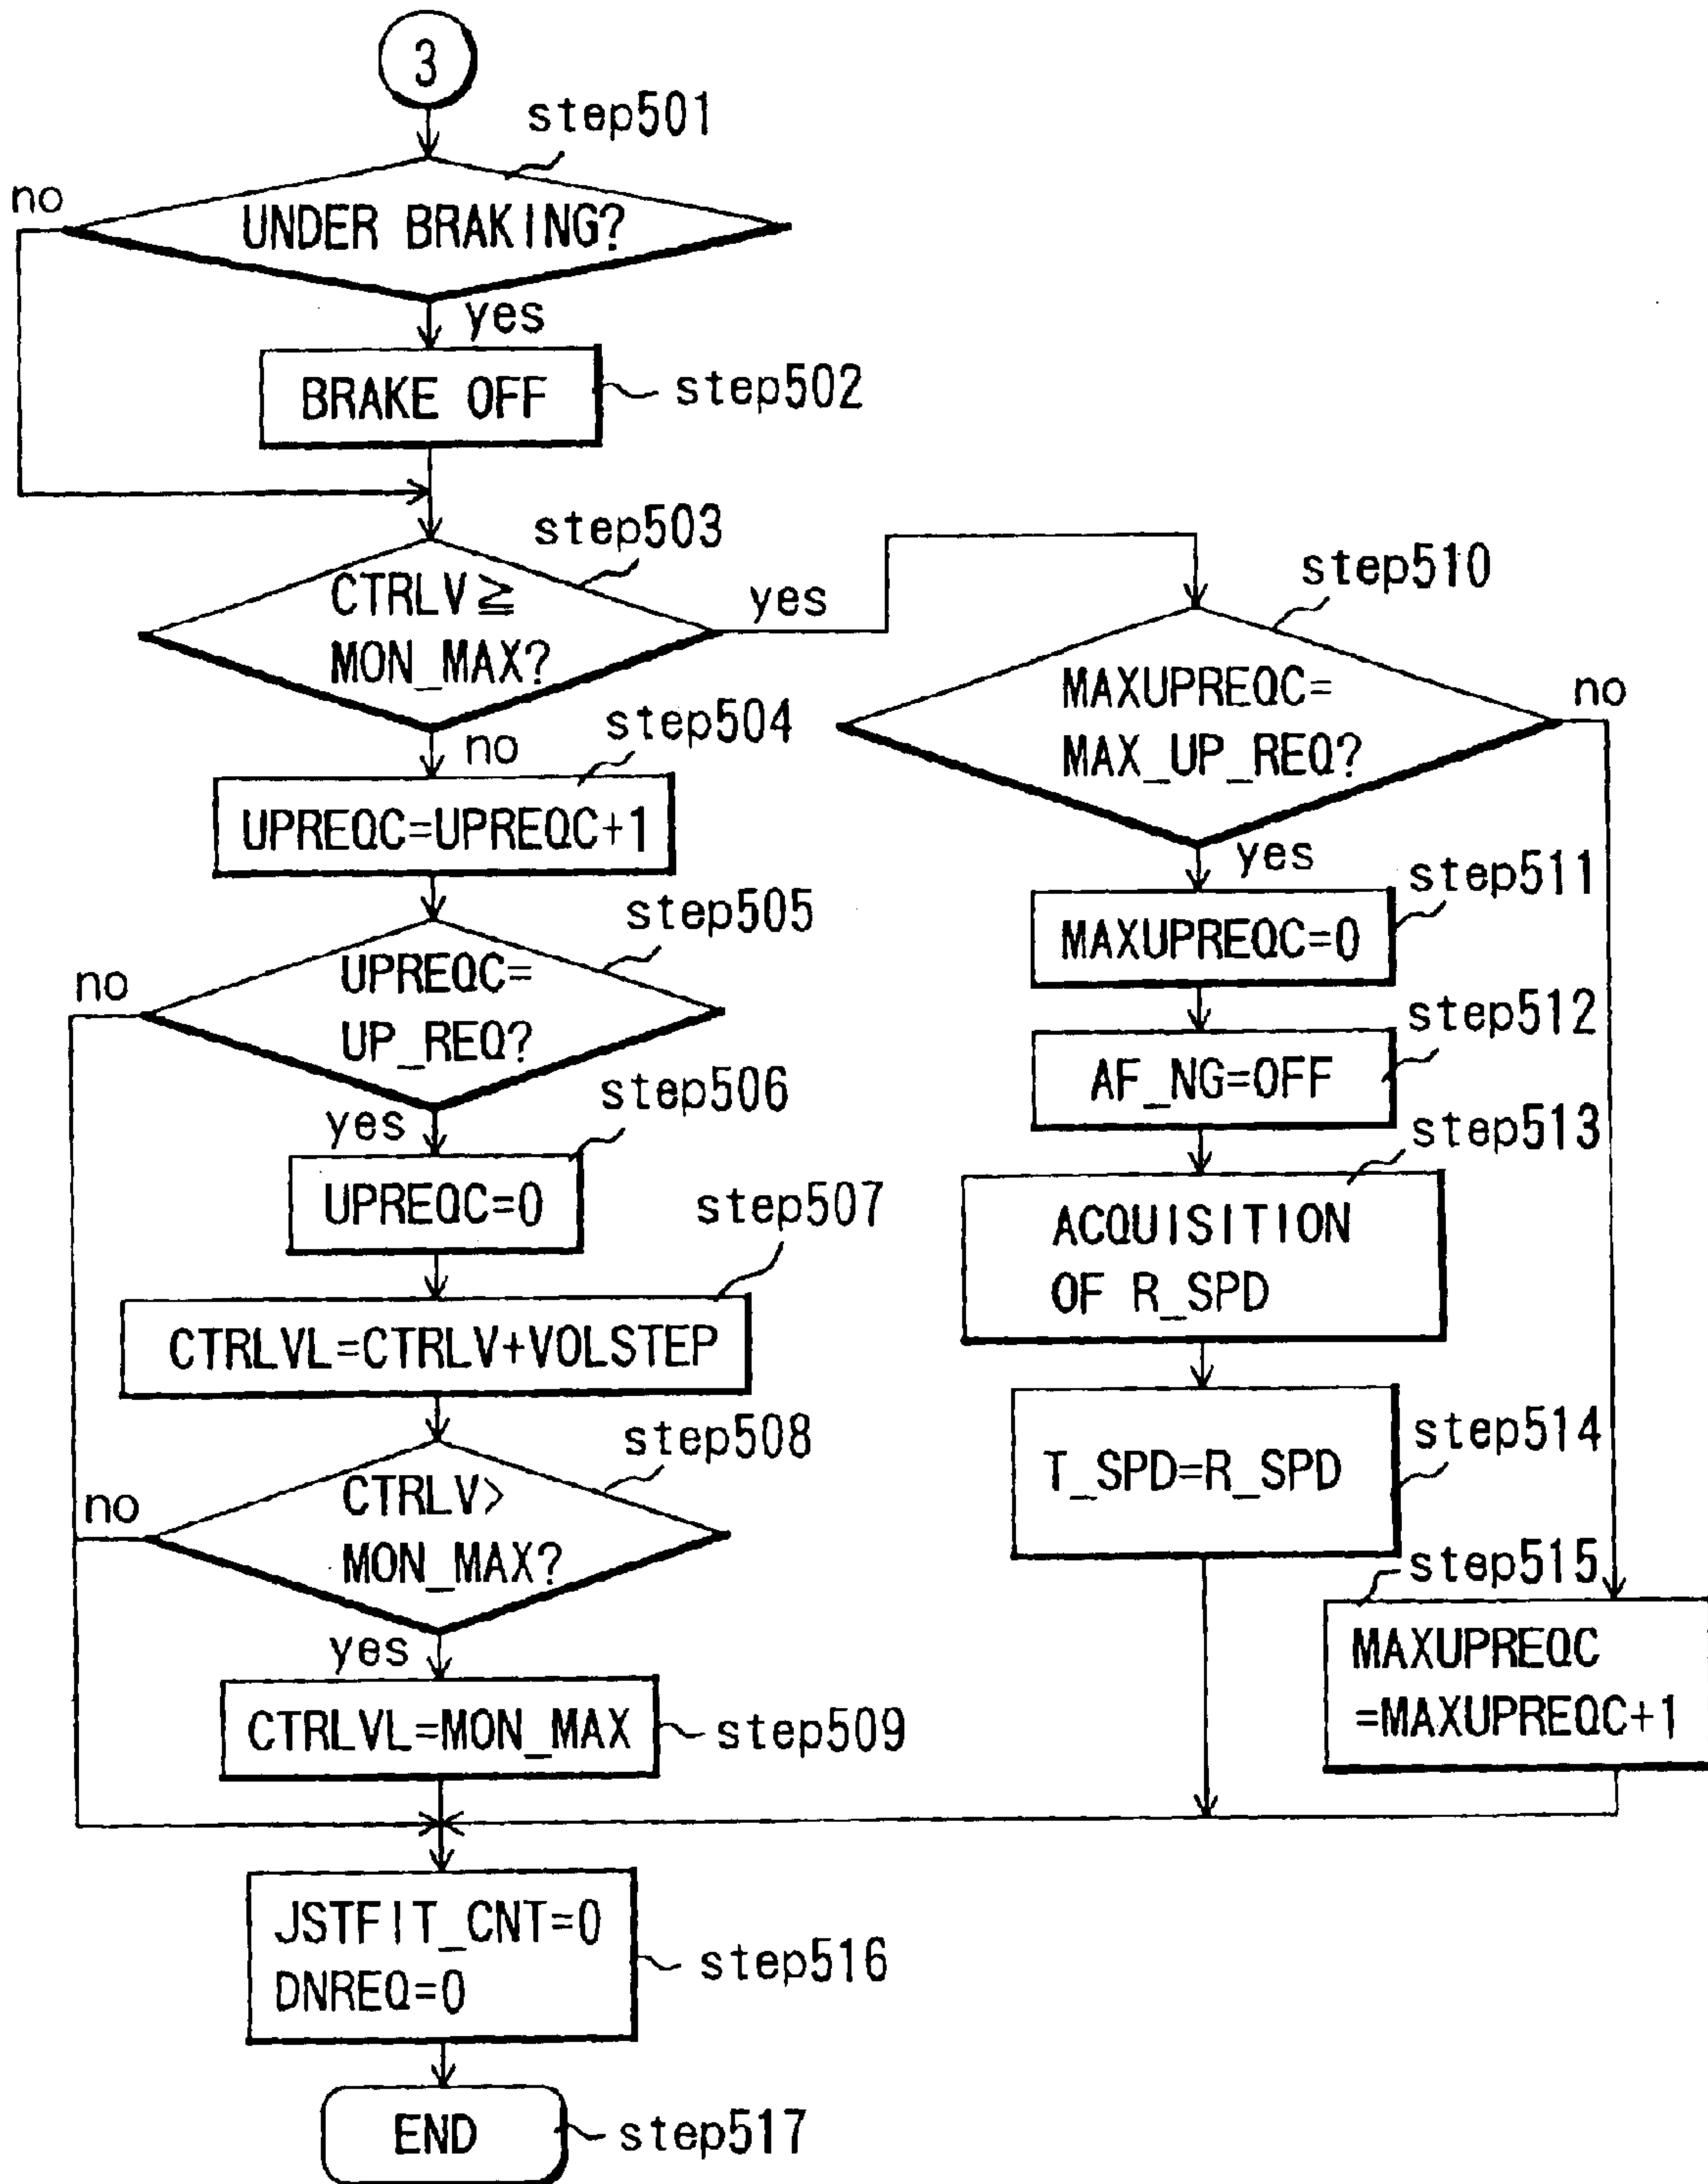 3
step501
no
UNDER BRAKING?
yes
BRAKE OFF
step502
step503
CTRLV≧
MON_MAX?
yes
no
step504
UPREQC=UPREQC+1
step505
UPREQC=
UP_REQ?
no
yes
step506
UPREQC=0
step507
CTRLVL=CTRLV+VOLSTEP
step508
CTRLV>
MON_MAX?
no
yes
CTRLVL=MON_MAX
step509
step510
MAXUPREQC=
MAX_UP_REQ?
no
yes
step511
MAXUPREQC=0
step512
AF_NG=OFF
step513
ACQUISITION
OF R_SPD
step514
T_SPD=R_SPD
step515
MAXUPREQC
=MAXUPREQC+1
JSTFIT_CNT=0
DNREQ=0
step516
END
step517